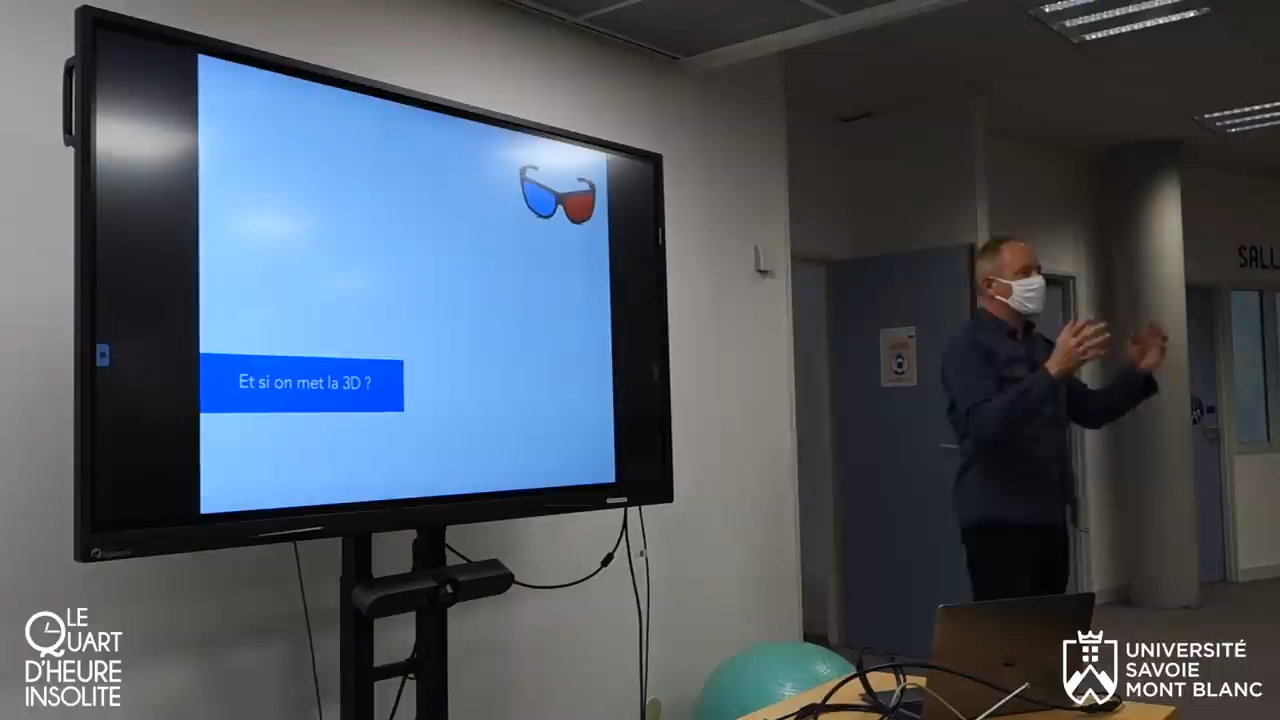 Et si on met la 3D ?
SALL
LE
QUART
D'HEURE
INSOLITE
UNIVERSITÉ
SAVOIE
MONT BLANC